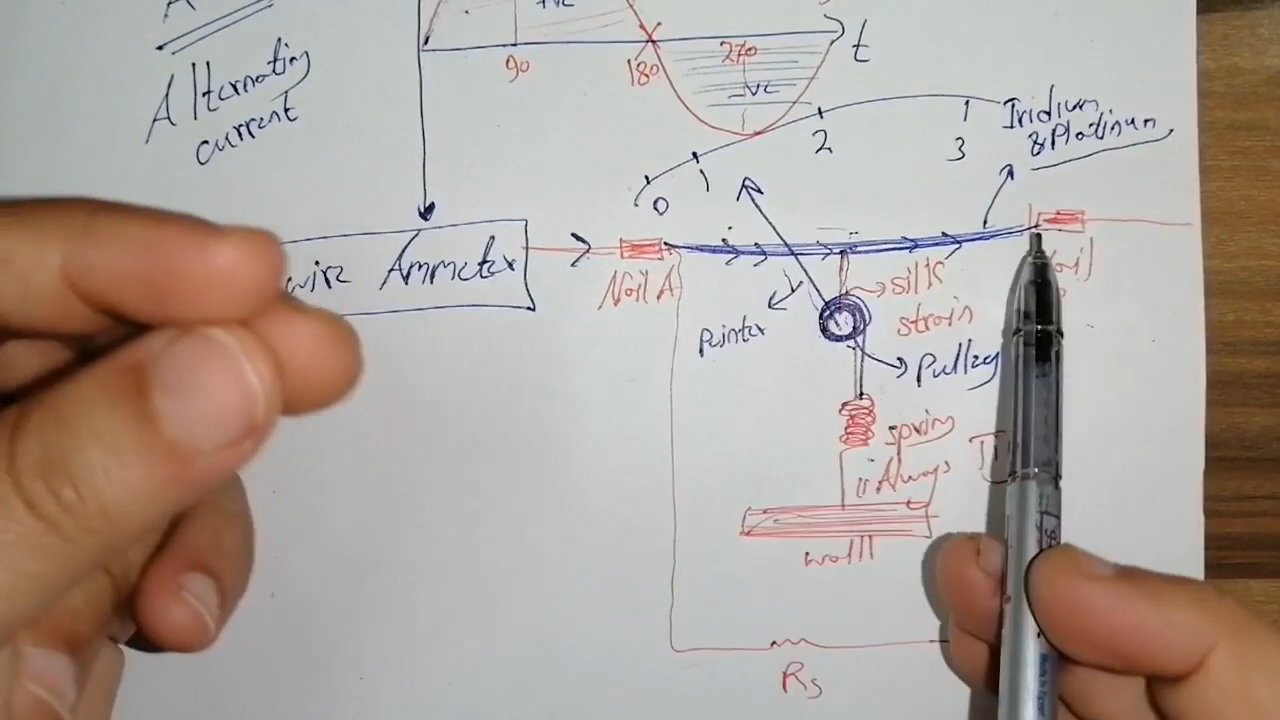 Alternating
current
+ve
90
180
270
-ve
t
0
1
2
3
Iridium
& Platinum
wire Ammeter
Nail A
silk
strain
pointer
Pulley
spring
"Always
wall
Rs